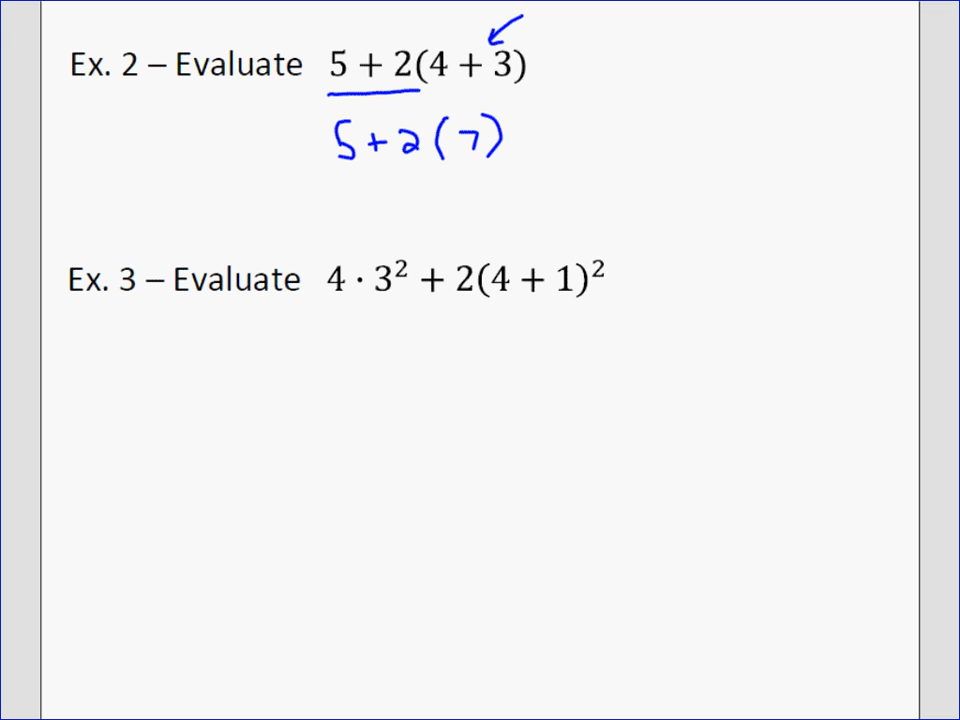 Ex. 2 – Evaluate 5 + 2(4 + 3)
5 + 2 (7)
Ex. 3 – Evaluate 4 · 3² + 2(4 + 1)²